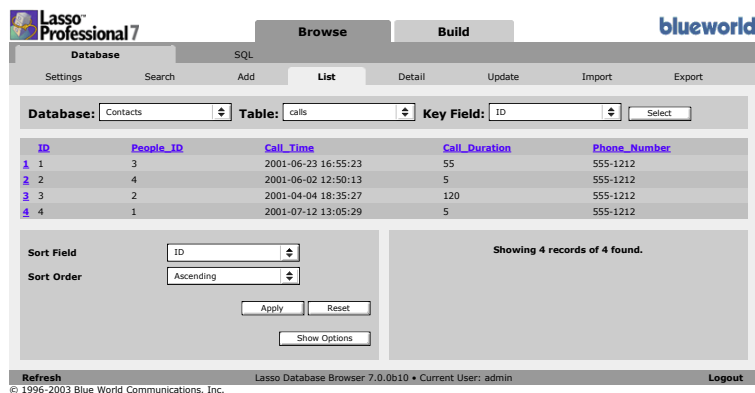 Lasso™
Professional 7
Browse Build blueworld
Database SQL
Settings Search Add List Detail Update Import Export
Database: Contacts Table: calls Key Field: ID Select
ID People_ID Call_Time Call_Duration Phone_Number
1 1 3 2001-06-23 16:55:23 55 555-1212
2 2 4 2001-06-02 12:50:13 5 555-1212
3 3 2 2001-04-04 18:35:27 120 555-1212
4 4 1 2001-07-12 13:05:29 5 555-1212
Sort Field ID
Showing 4 records of 4 found.
Sort Order Ascending
Apply Reset
Show Options
Refresh Lasso Database Browser 7.0.0b10 • Current User: admin Logout
© 1996-2003 Blue World Communications, Inc.